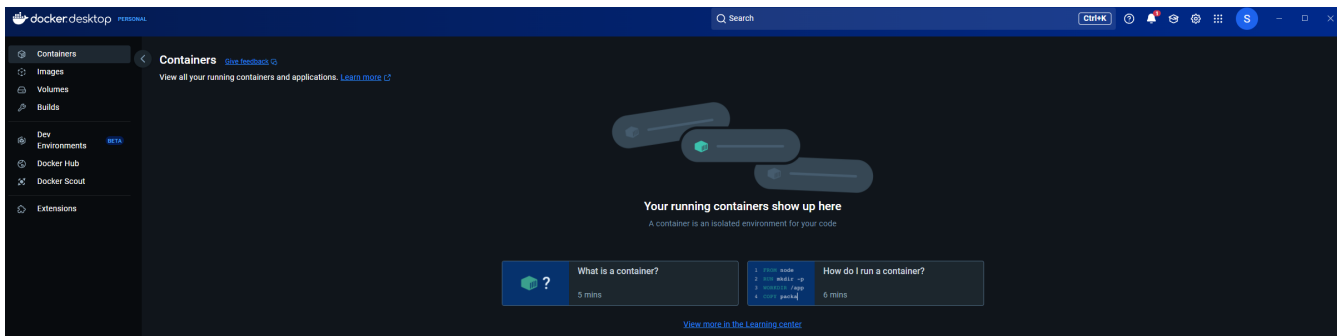 docker desktop PERSONAL
Search
Ctrl+K
S
Containers
Images
Volumes
Builds
Dev
Environments BETA
Docker Hub
Docker Scout
Extensions
Containers Give feedback
View all your running containers and applications. Learn more
Your running containers show up here
A container is an isolated environment for your code
?
What is a container?
5 mins
1 FROM node
2 RUN mkdir -p
3 WORKDIR /app
4 COPY packa
How do I run a container?
6 mins
View more in the Learning center